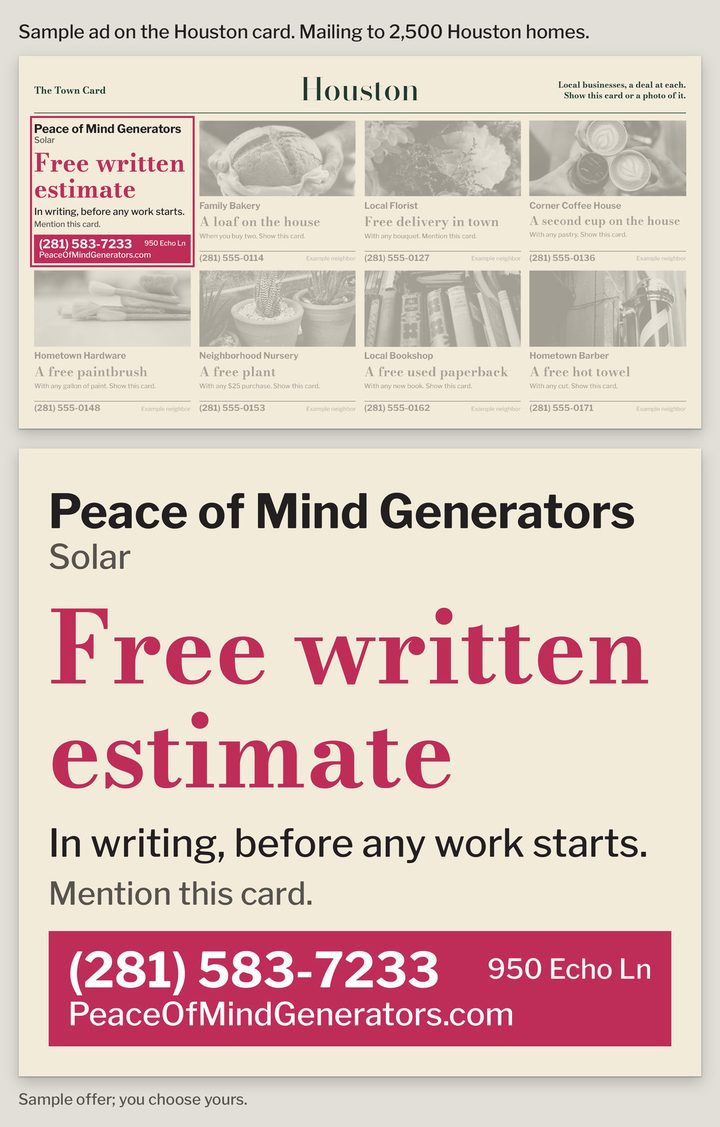 Sample ad on the Houston card. Mailing to 2,500 Houston homes.
The Town Card
Houston
Local businesses, a deal at each.
Show this card or a photo of it.
Peace of Mind Generators
Solar
Free written
estimate
In writing, before any work starts.
Mention this card.
(281) 583-7233 950 Echo Ln
PeaceOfMindGenerators.com
Family Bakery
A loaf on the house
When you buy two. Show this card.
(281) 555-0114 Example neighbor
Local Florist
Free delivery in town
With any bouquet. Mention this card.
(281) 555-0127 Example neighbor
Corner Coffee House
A second cup on the house
With any pastry. Show this card.
(281) 555-0136 Example neighbor
Hometown Hardware
A free paintbrush
With any gallon of paint. Show this card.
(281) 555-0148 Example neighbor
Neighborhood Nursery
A free plant
With any $25 purchase. Show this card.
(281) 555-0153 Example neighbor
Local Bookshop
A free used paperback
With any new book. Show this card.
(281) 555-0162 Example neighbor
Hometown Barber
A free hot towel
With any cut. Show this card.
(281) 555-0171 Example neighbor
Peace of Mind Generators
Solar
Free written
estimate
In writing, before any work starts.
Mention this card.
(281) 583-7233 950 Echo Ln
PeaceOfMindGenerators.com
Sample offer; you choose yours.